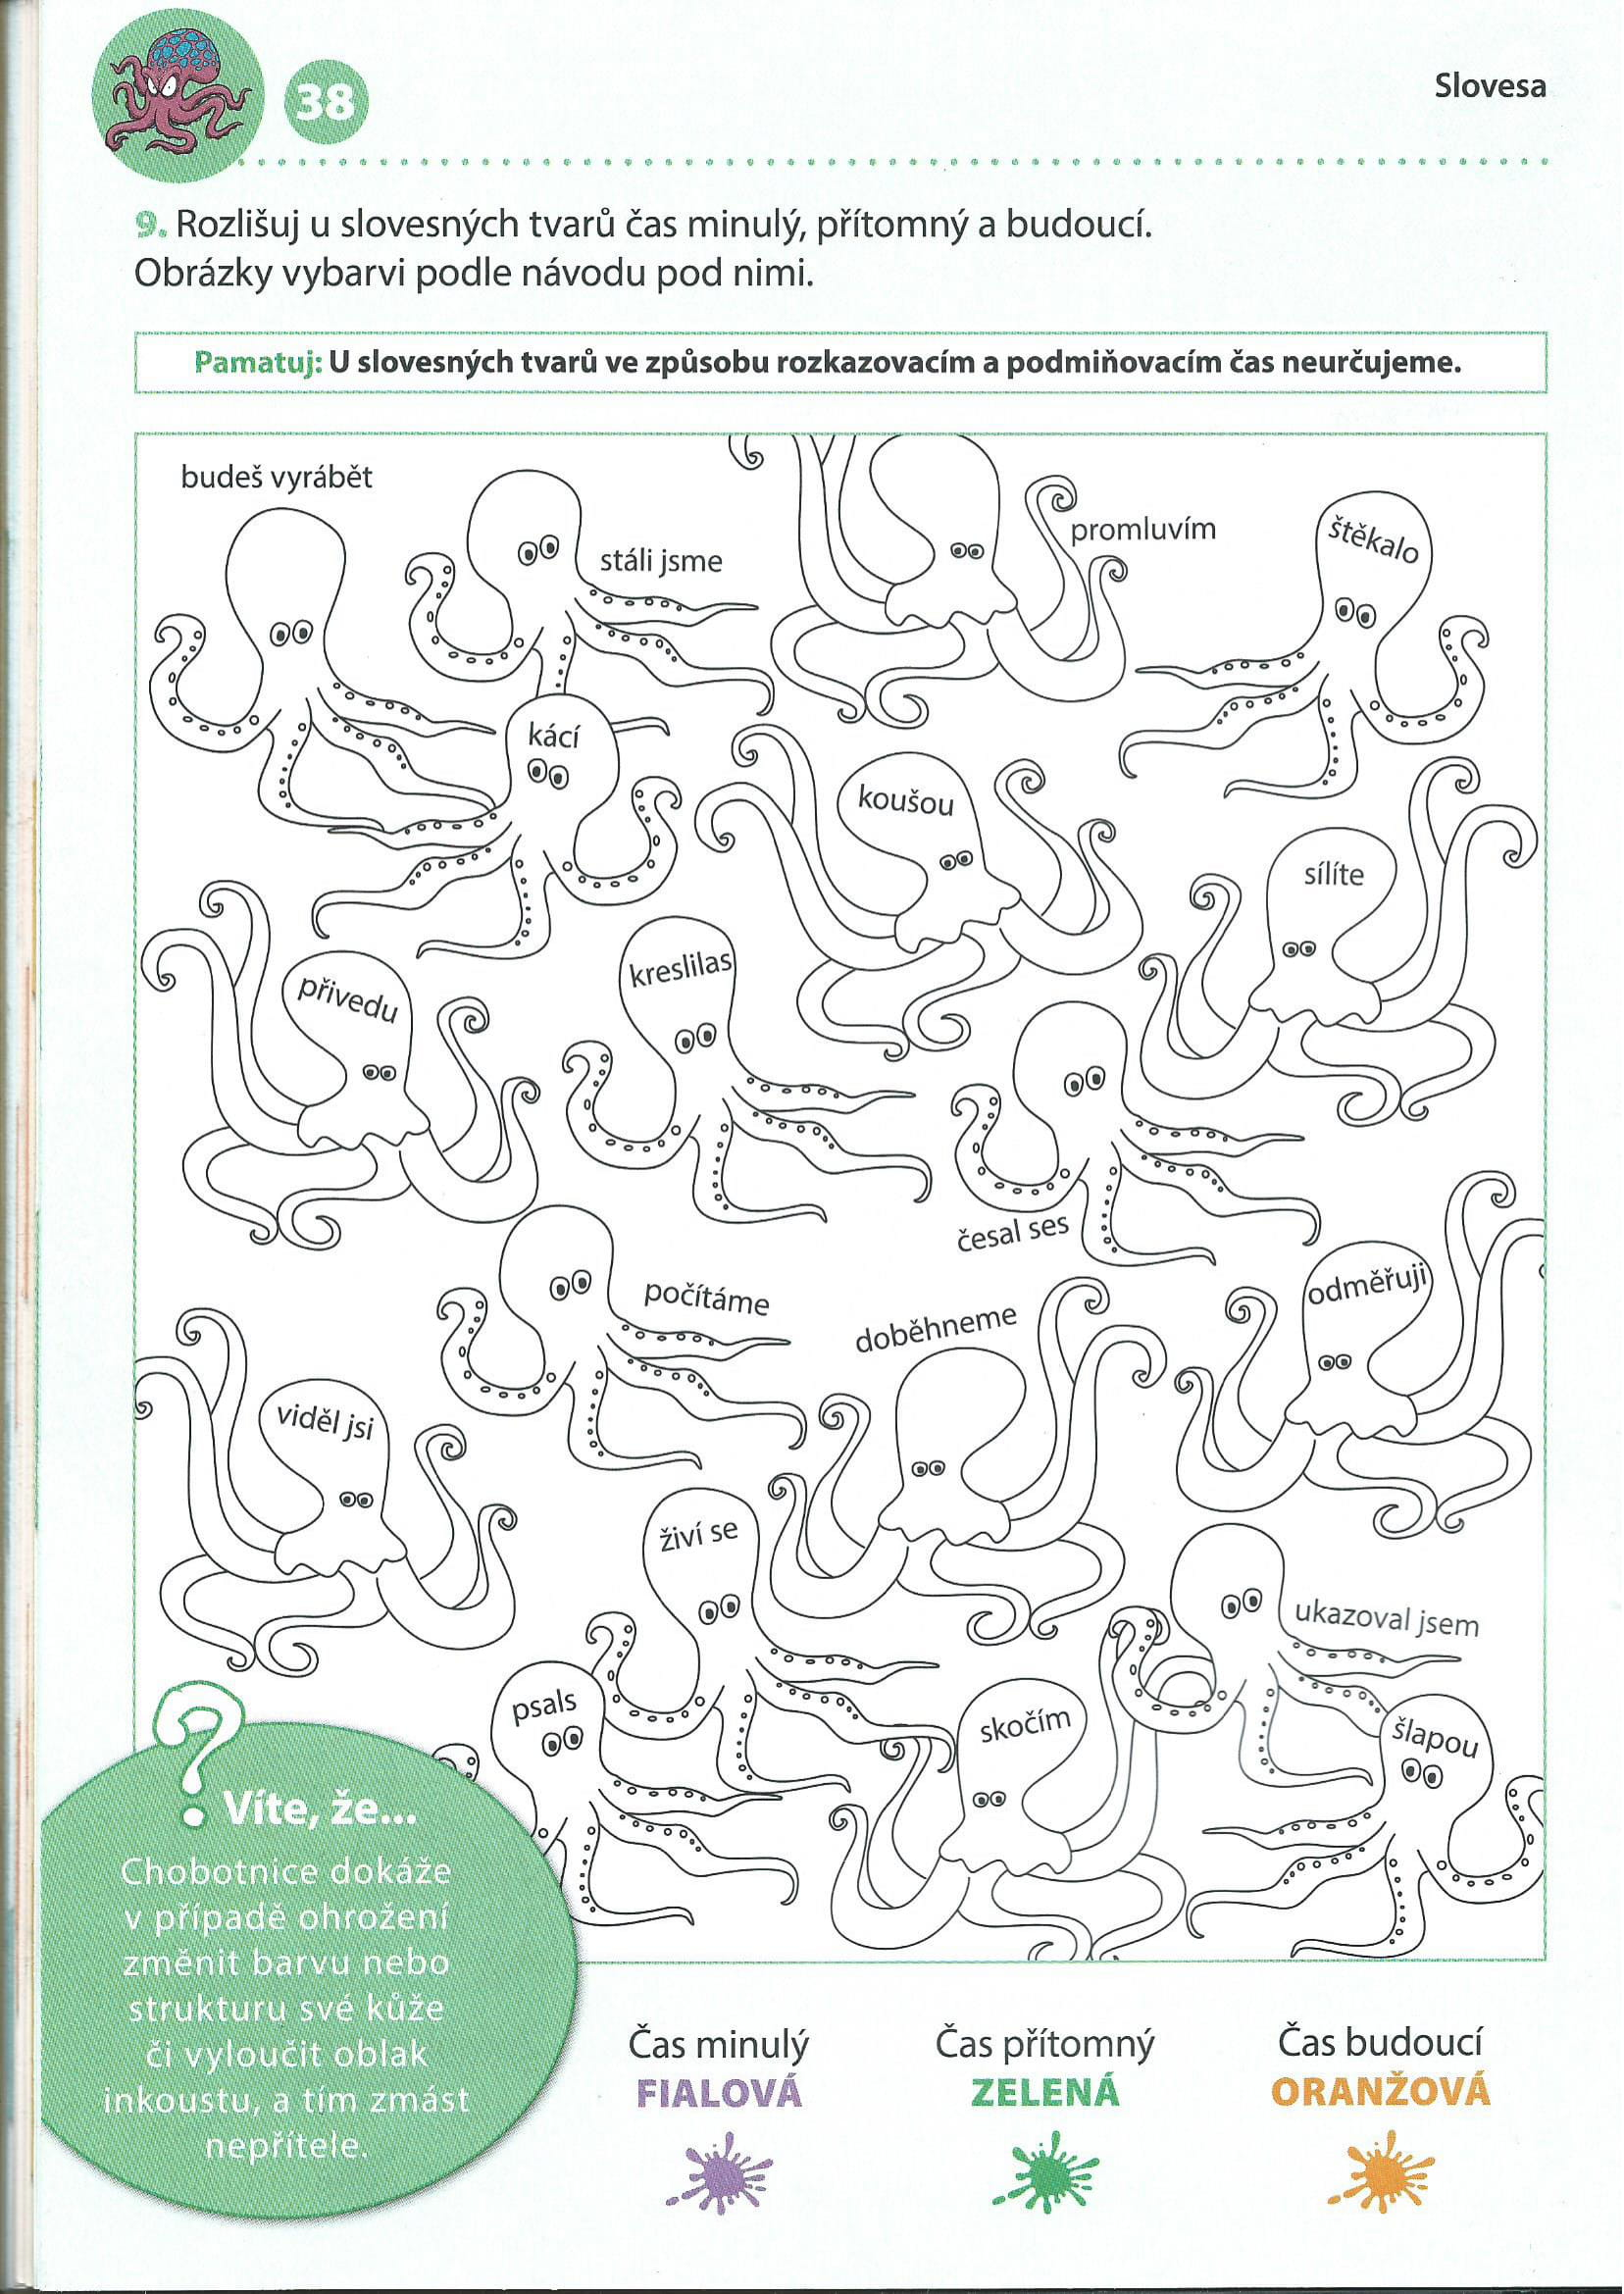 38
Slovesa
9. Rozlišuj u slovesných tvarů čas minulý, přítomný a budoucí.
Obrázky vybarvi podle návodu pod nimi.
Pamatuj: U slovesných tvarů ve způsobu rozkazovacím a podmiňovacím čas neurčujeme.
budeš vyrábět
stáli jsme
promluvím
štěkalo
kácí
koušou
sílíte
přivedu
kreslilas
česal ses
počítáme
doběhneme
odměřuji
viděl jsi
živí se
ukazoval jsem
psals
skočím
šlapou
? Víte, že...
Chobotnice dokáže
v případě ohrožení
změnit barvu nebo
strukturu své kůže
či vyloučit oblak
inkoustu, a tím zmást
nepřítele.
Čas minulý
FIALOVÁ
Čas přítomný
ZELENÁ
Čas budoucí
ORANŽOVÁ